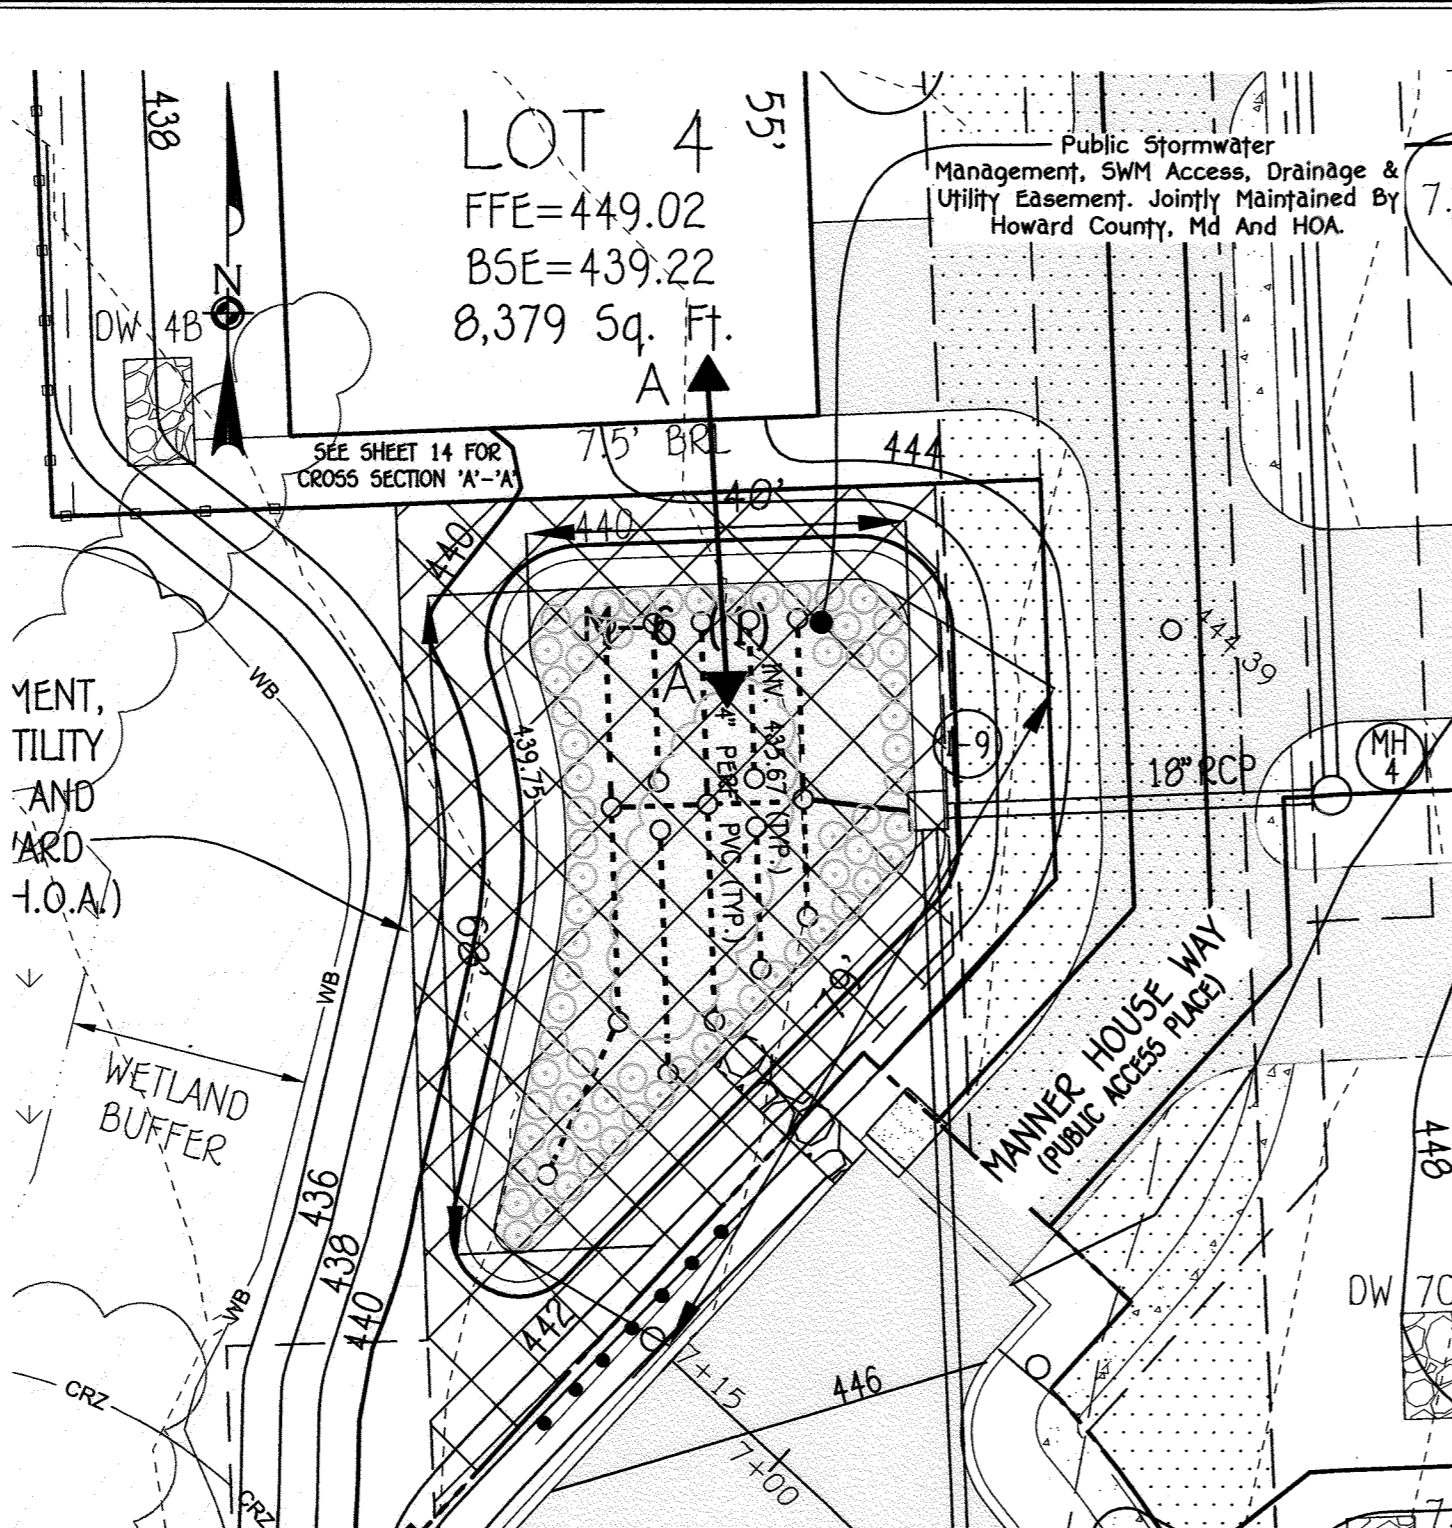 438
LOT 4
FFE=449.02
BSE=439.22
8,379 Sq. Ft.
55'
Public Stormwater
Management, SWM Access, Drainage &
Utility Easement. Jointly Maintained By
Howard County, Md And HOA.
7.
N
DW 4B
A
SEE SHEET 14 FOR
CROSS SECTION 'A'-'A'
7.5' BRL
444
40'
440
440
M-6 (1)
A
INV. 435.67 (TYP.)
4" PERF. PVC (TYP.)
439.75
444.39
WB
MENT,
TILITY
AND
ARD
H.O.A.)
I-9
18" RCP
MH
4
68'
76'
WB
WETLAND
BUFFER
MANNER HOUSE WAY
(PUBLIC ACCESS PLACE)
448
436
438
440
WB
442
DW 7C
CRZ
446
7+15
7+00
CRZ
7